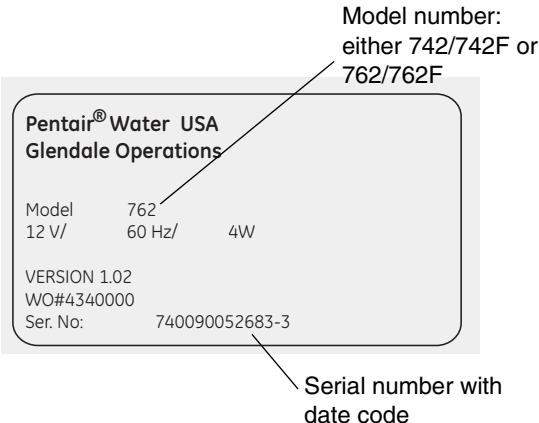 Model number:
either 742/742F or
762/762F
Pentair® Water USA
Glendale Operations
Model 762
12 V/ 60 Hz/ 4W
VERSION 1.02
WO#4340000
Ser. No: 740090052683-3
Serial number with
date code